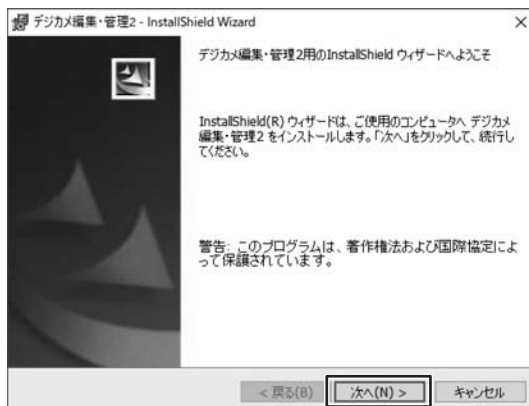 デジカメ編集・管理2 - InstallShield Wizard
デジカメ編集・管理2用のInstallShield ウィザードへようこそ
InstallShield(R) ウィザードは、ご使用のコンピュータへ デジカメ
編集・管理2 をインストールします。「次へ」をクリックして、続行し
てください。
警告: このプログラムは、著作権法および国際協定によ
って保護されています。
< 戻る(B)
次へ(N) >
キャンセル